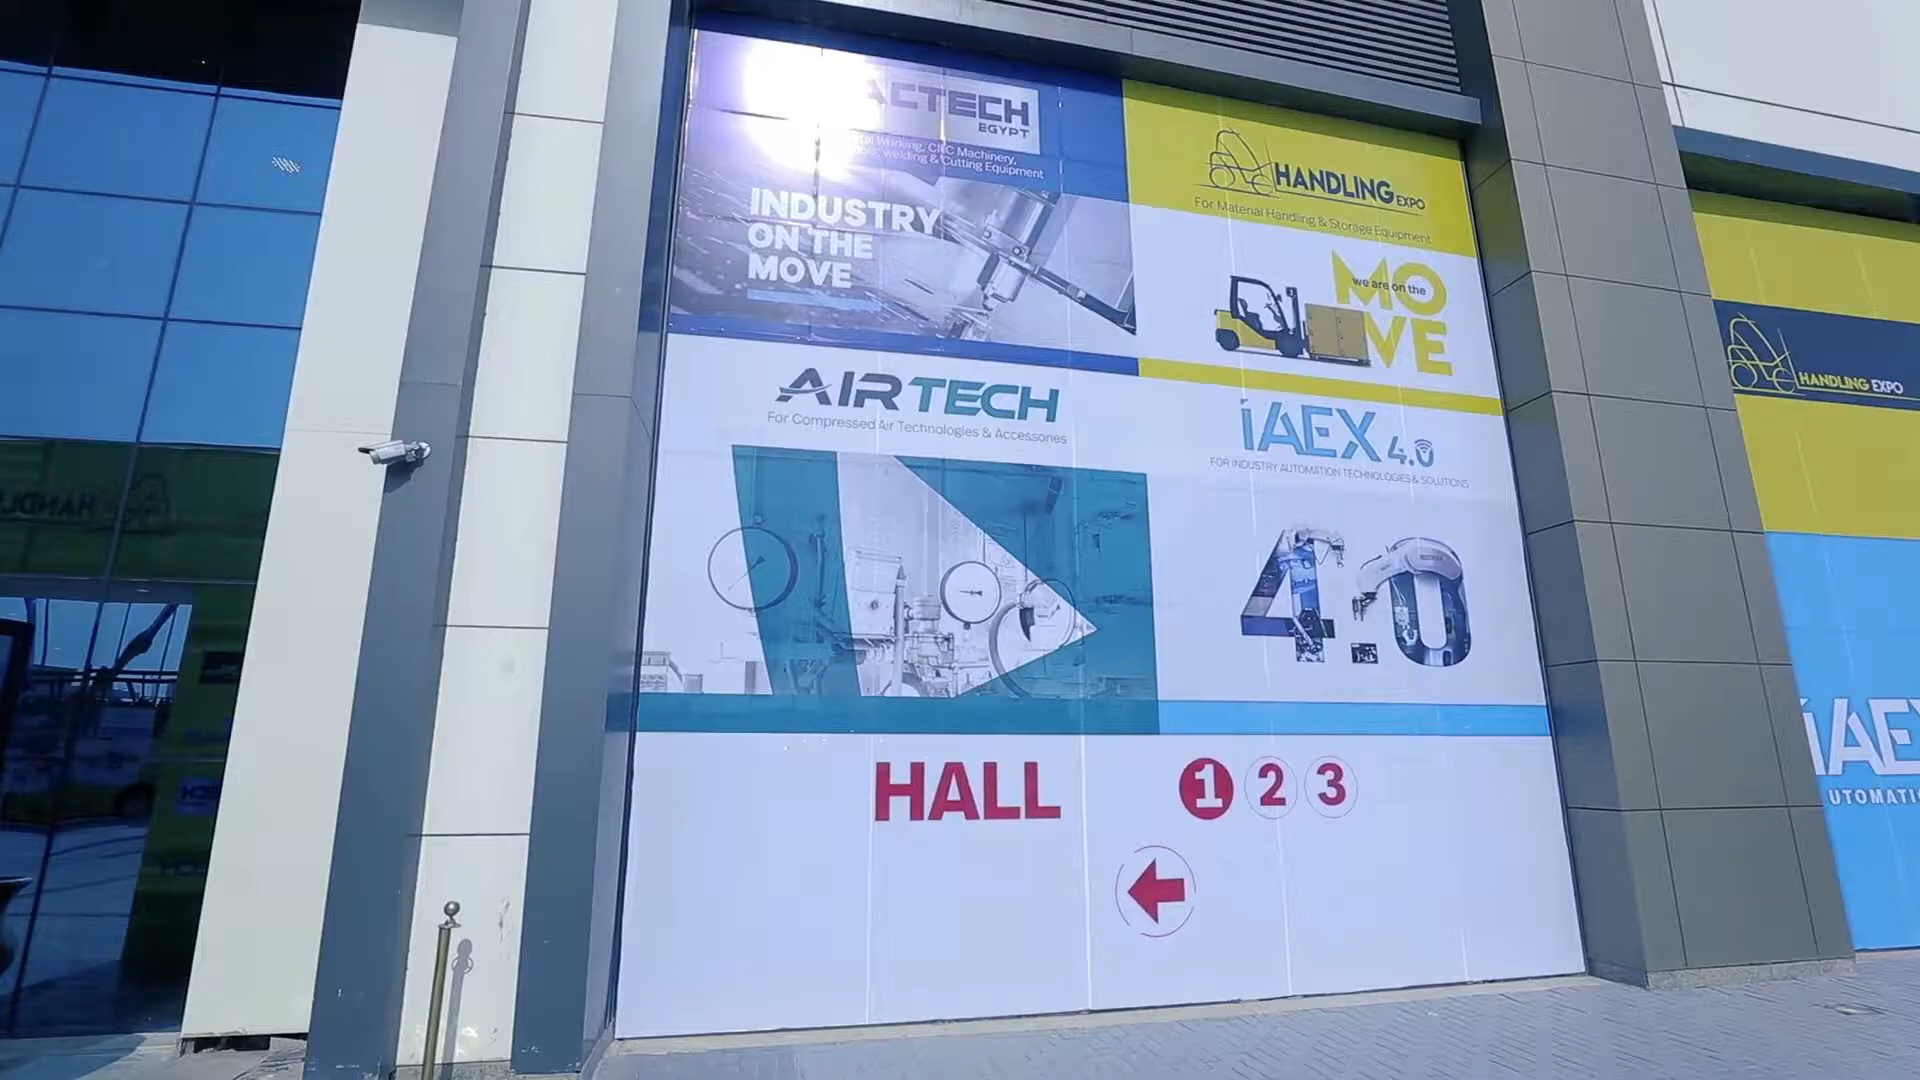 ACTECH
EGYPT
Working, CNC Machinery,
Welding & Cutting Equipment
INDUSTRY
ON THE
MOVE
HANDLING EXPO
For Material Handling & Storage Equipment
MO
we are on the
VE
AIRTECH
For Compressed Air Technologies & Accessories
iAEX 4.0
FOR INDUSTRY AUTOMATION TECHNOLOGIES & SOLUTIONS
4.0
HALL 1 2 3
HANDLING EXPO
iAEX
UTOMATI